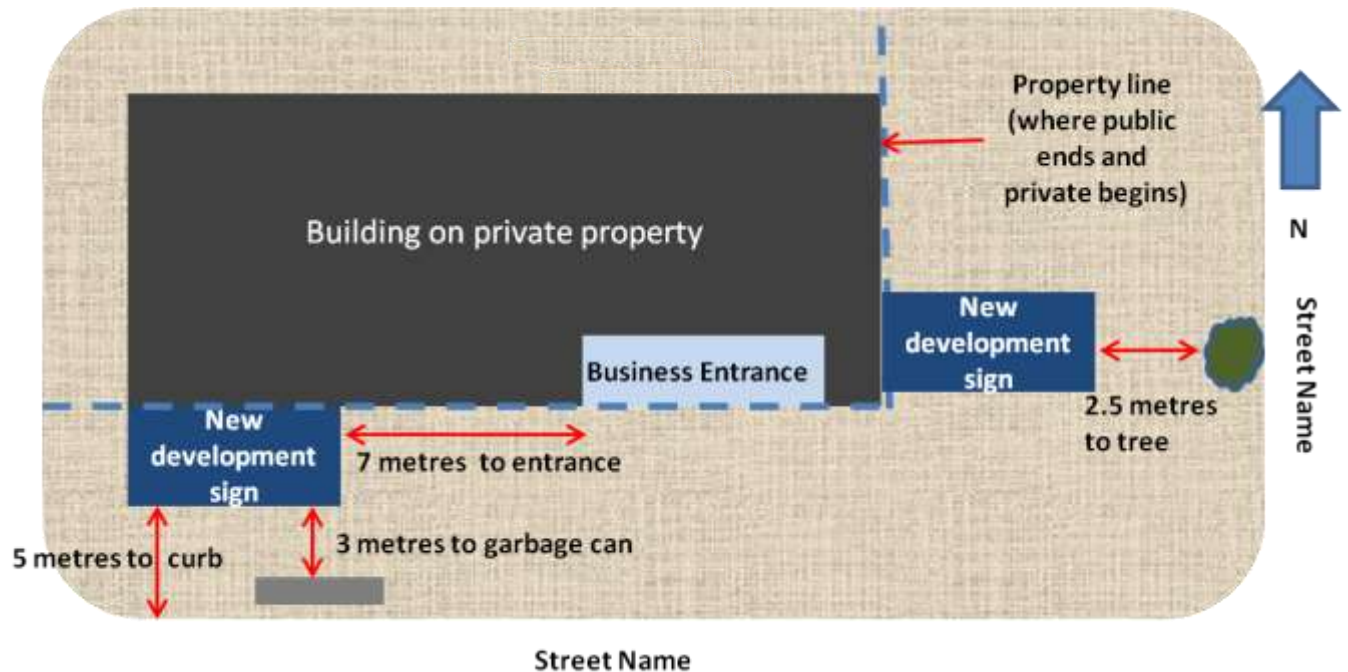 Property line
(where public
ends and
private begins)
N
Building on private property
New
development
sign
Street Name
Business Entrance
2.5 metres
to tree
New
development
sign
7 metres to entrance
5 metres to curb
3 metres to garbage can
Street Name